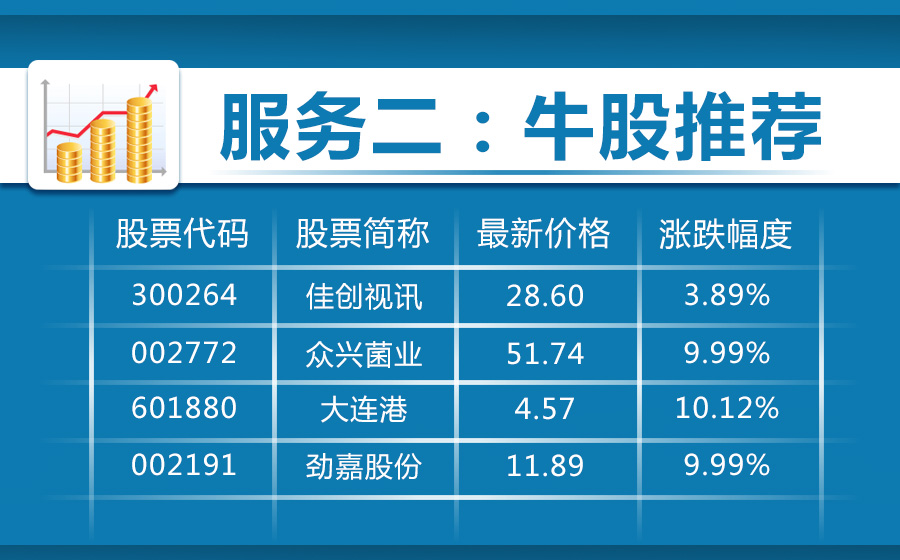 服务二：牛股推荐
股票代码 股票简称 最新价格 涨跌幅度
300264 佳创视讯 28.60 3.89%
002772 众兴菌业 51.74 9.99%
601880 大连港 4.57 10.12%
002191 劲嘉股份 11.89 9.99%